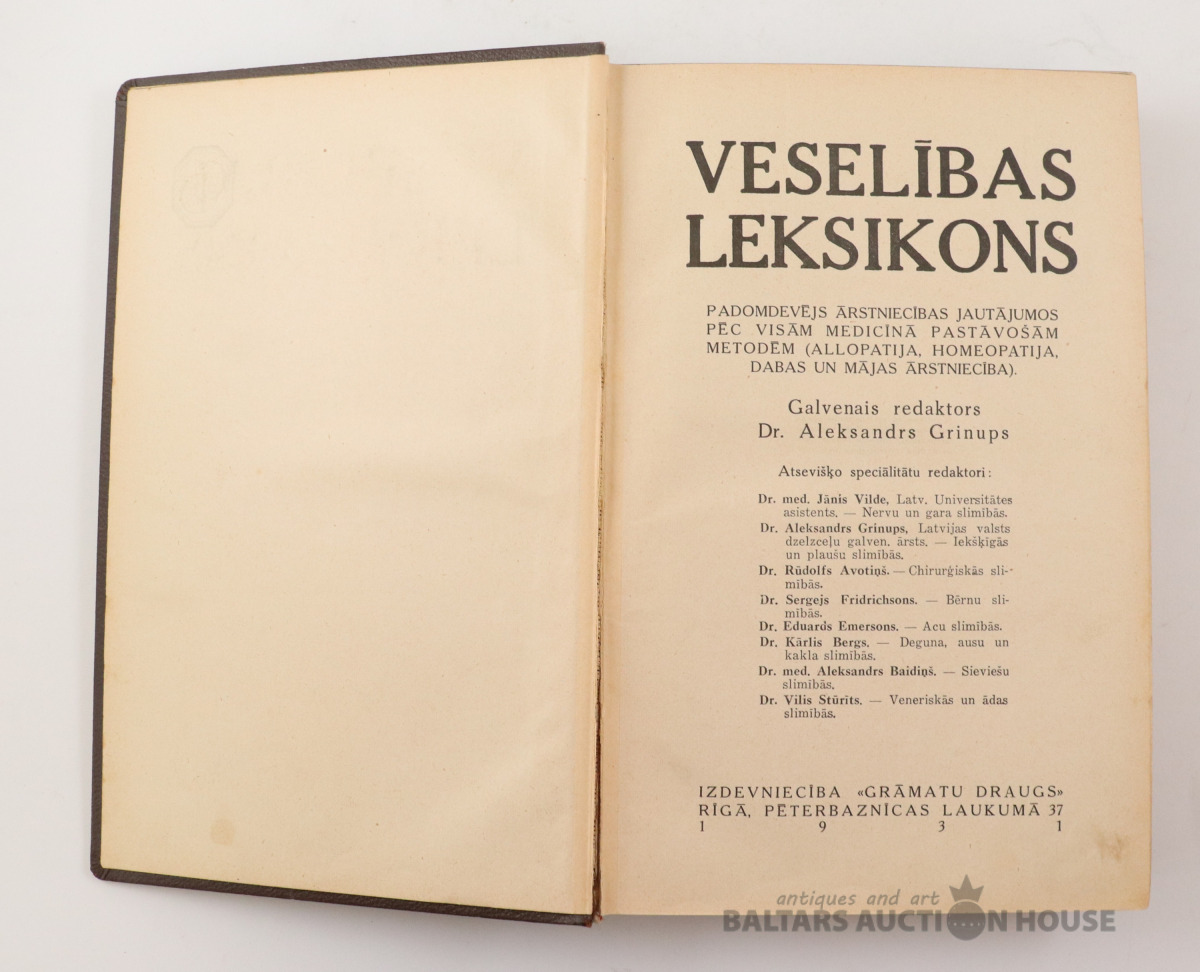 VESELĪBAS
LEKSIKONS
PADOMDEVĒJS ĀRSTNIECĪBAS JAUTĀJUMOS
PĒC VISĀM MEDICĪNĀ PASTĀVOŠĀM
METODĒM (ALLOPATIJA, HOMEOPATIJA,
DABAS UN MĀJAS ĀRSTNIECĪBA).
Galvenais redaktors
Dr. Aleksandrs Grinups
Atsevišķo speciālitātu redaktori:
Dr. med. Jānis Vilde, Latv. Universitātes
asistents. — Nervu un gara slimības.
Dr. Aleksandrs Grinups, Latvijas valsts
dzelzceļu galven. ārsts. — Iekšķīgās
un plaušu slimības.
Dr. Rūdolfs Avotiņš. — Chirurģiskās sli-
mības.
Dr. Sergejs Fridrichsons. — Bērnu sli-
mības.
Dr. Eduards Emersons. — Acu slimības.
Dr. Kārlis Bergs. — Deguna, ausu un
kakla slimības.
Dr. med. Aleksandrs Baidiņš. — Sieviešu
slimības.
Dr. Vilis Stūrīts. — Veneriskās un ādas
slimības.
IZDEVNIECĪBA «GRĀMATU DRAUGS»
RĪGĀ, PĒTERBAZNĪCAS LAUKUMĀ 37
1 9 3 1
antiques and art
BALTARS AUCTION HOUSE